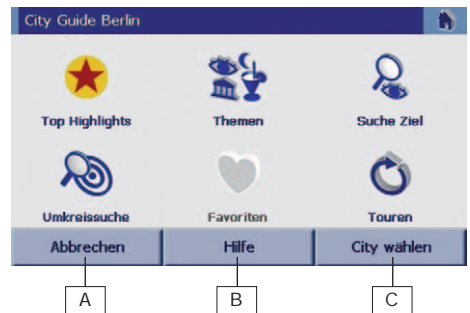 City Guide Berlin
Top Highlights Themen Suche Ziel
Umkreissuche Favoriten Touren
Abbrechen Hilfe City wählen
A B C